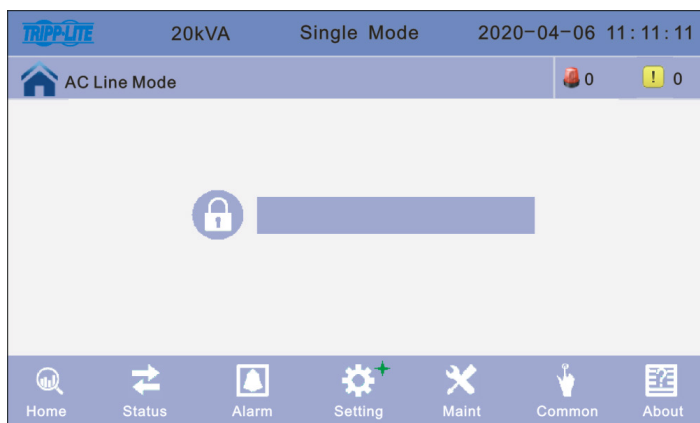 TRIPP-LITE 20kVA Single Mode 2020-04-06 11:11:11
AC Line Mode 0 ! 0
Home Status Alarm Setting Maint Common About